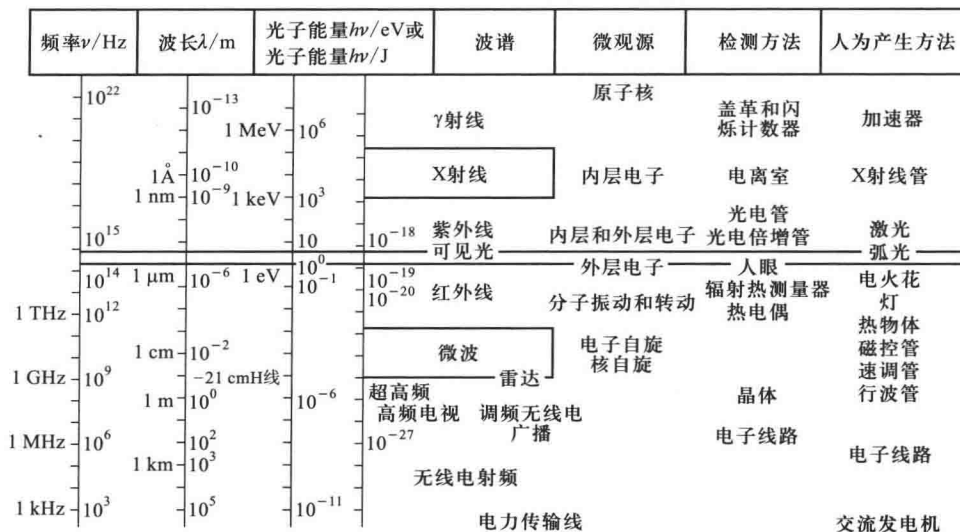 频率ν/Hz 波长λ/m 光子能量hν/eV或 波谱 微观源 检测方法 人为产生方法
光子能量hν/J
10²² 原子核
10⁻¹³ 盖革和闪
1 MeV 10⁶ γ射线 烁计数器 加速器
1Å 10⁻¹⁰ X射线 内层电子 电离室 X射线管
1 nm 10⁻⁹ 1 keV 10³
光电管
10¹⁵ 10 10⁻¹⁸ 紫外线 内层和外层电子 光电倍增管 激光
可见光 弧光
10⁰ 外层电子 人眼
10¹⁴ 1 μm 10⁻⁶ 1 eV 10⁻¹ 10⁻¹⁹ 电火花
10⁻²⁰ 红外线 分子振动和转动 辐射热测量器 灯
1 THz 10¹² 热电偶
热物体
1 cm 10⁻² 微波 电子自旋 磁控管
1 GHz 10⁹ −21 cmH线 雷达 核自旋 速调管
1 m 10⁰ 10⁻⁶ 超高频 晶体 行波管
高频电视 调频无线电
1 MHz 10⁶ 10² 10⁻²⁷ 广播 电子线路
1 km 10³ 电子线路
无线电射频
1 kHz 10³ 10⁵ 10⁻¹¹ 电力传输线 交流发电机